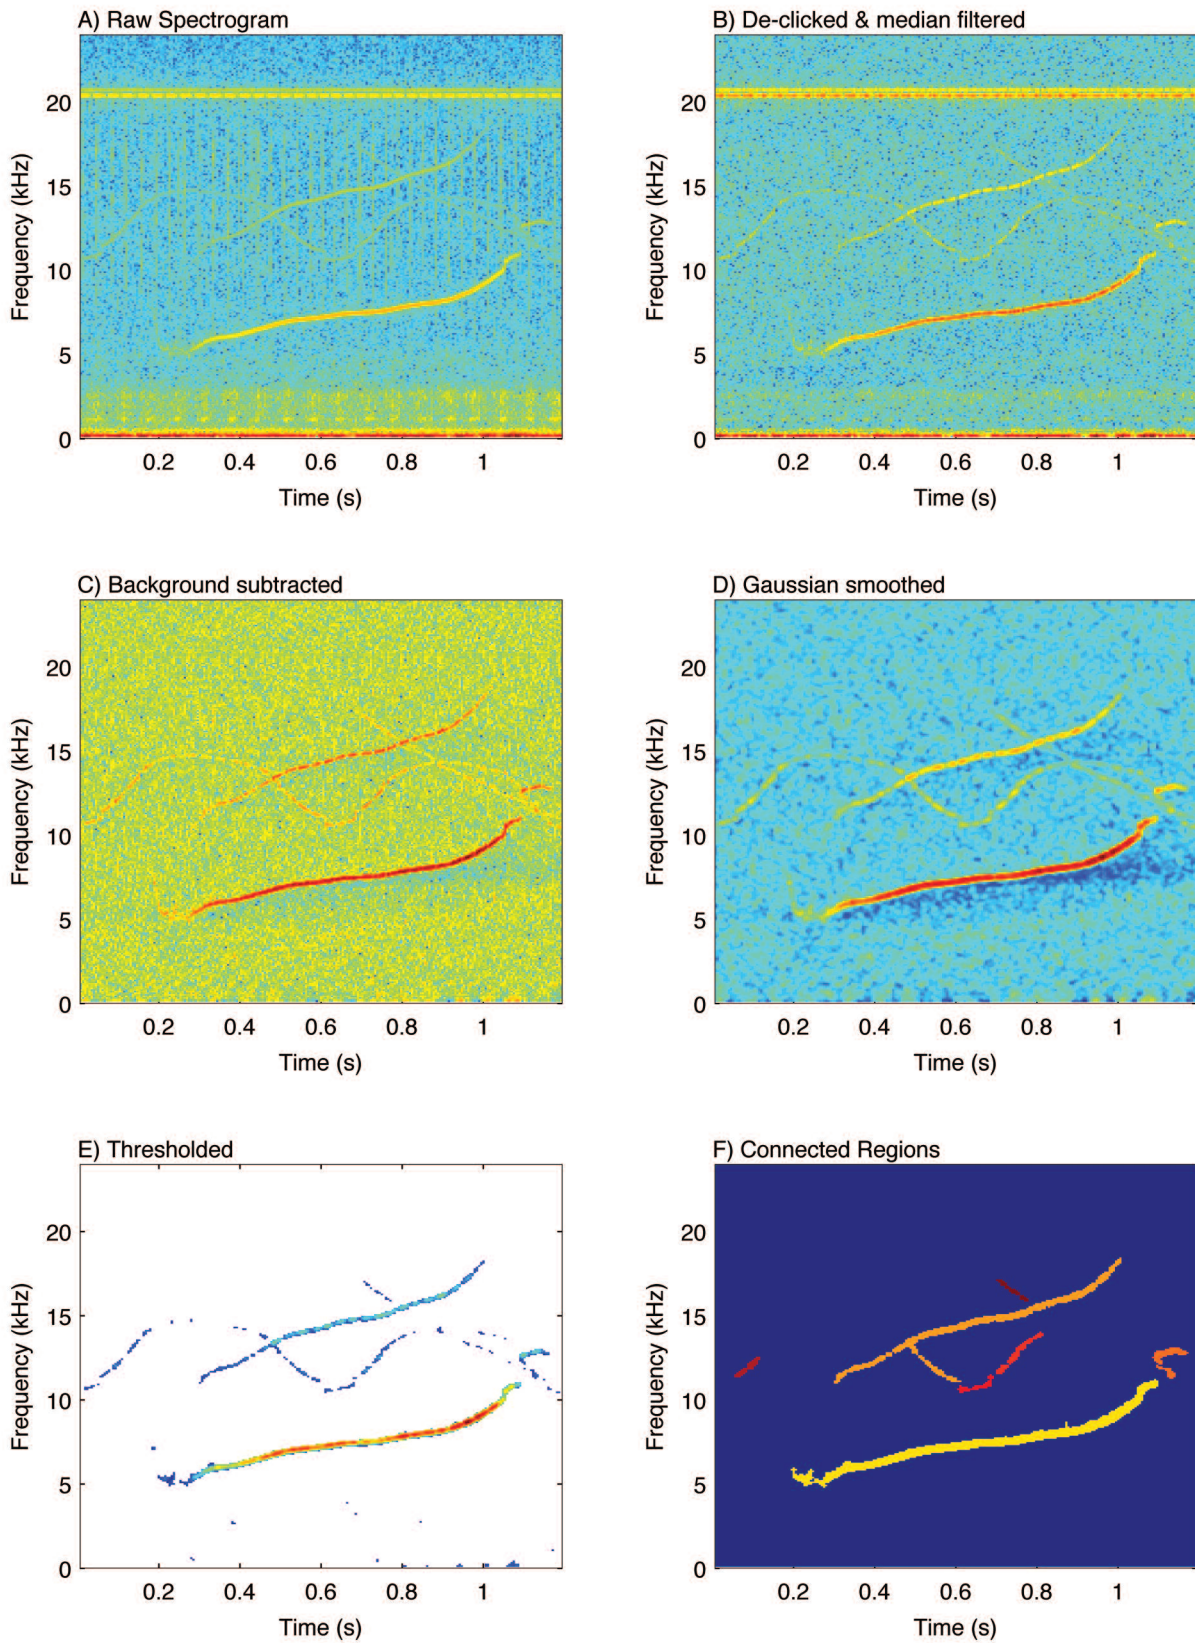 A) Raw Spectrogram
Frequency (kHz)
20
15
10
5
0
0.2 0.4 0.6 0.8 1
Time (s)
B) De-clicked & median filtered
Frequency (kHz)
20
15
10
5
0
0.2 0.4 0.6 0.8 1
Time (s)
C) Background subtracted
Frequency (kHz)
20
15
10
5
0
0.2 0.4 0.6 0.8 1
Time (s)
D) Gaussian smoothed
Frequency (kHz)
20
15
10
5
0
0.2 0.4 0.6 0.8 1
Time (s)
E) Thresholded
Frequency (kHz)
20
15
10
5
0
0.2 0.4 0.6 0.8 1
Time (s)
F) Connected Regions
Frequency (kHz)
20
15
10
5
0
0.2 0.4 0.6 0.8 1
Time (s)